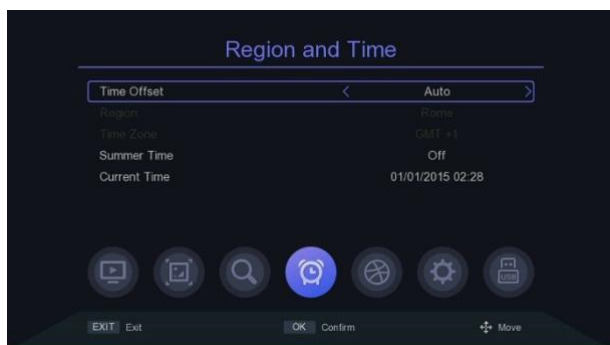 Region and Time
Time Offset < Auto >
Region Rome
Time Zone GMT +1
Summer Time Off
Current Time 01/01/2015 02:28
USB
EXIT Exit OK Confirm Move